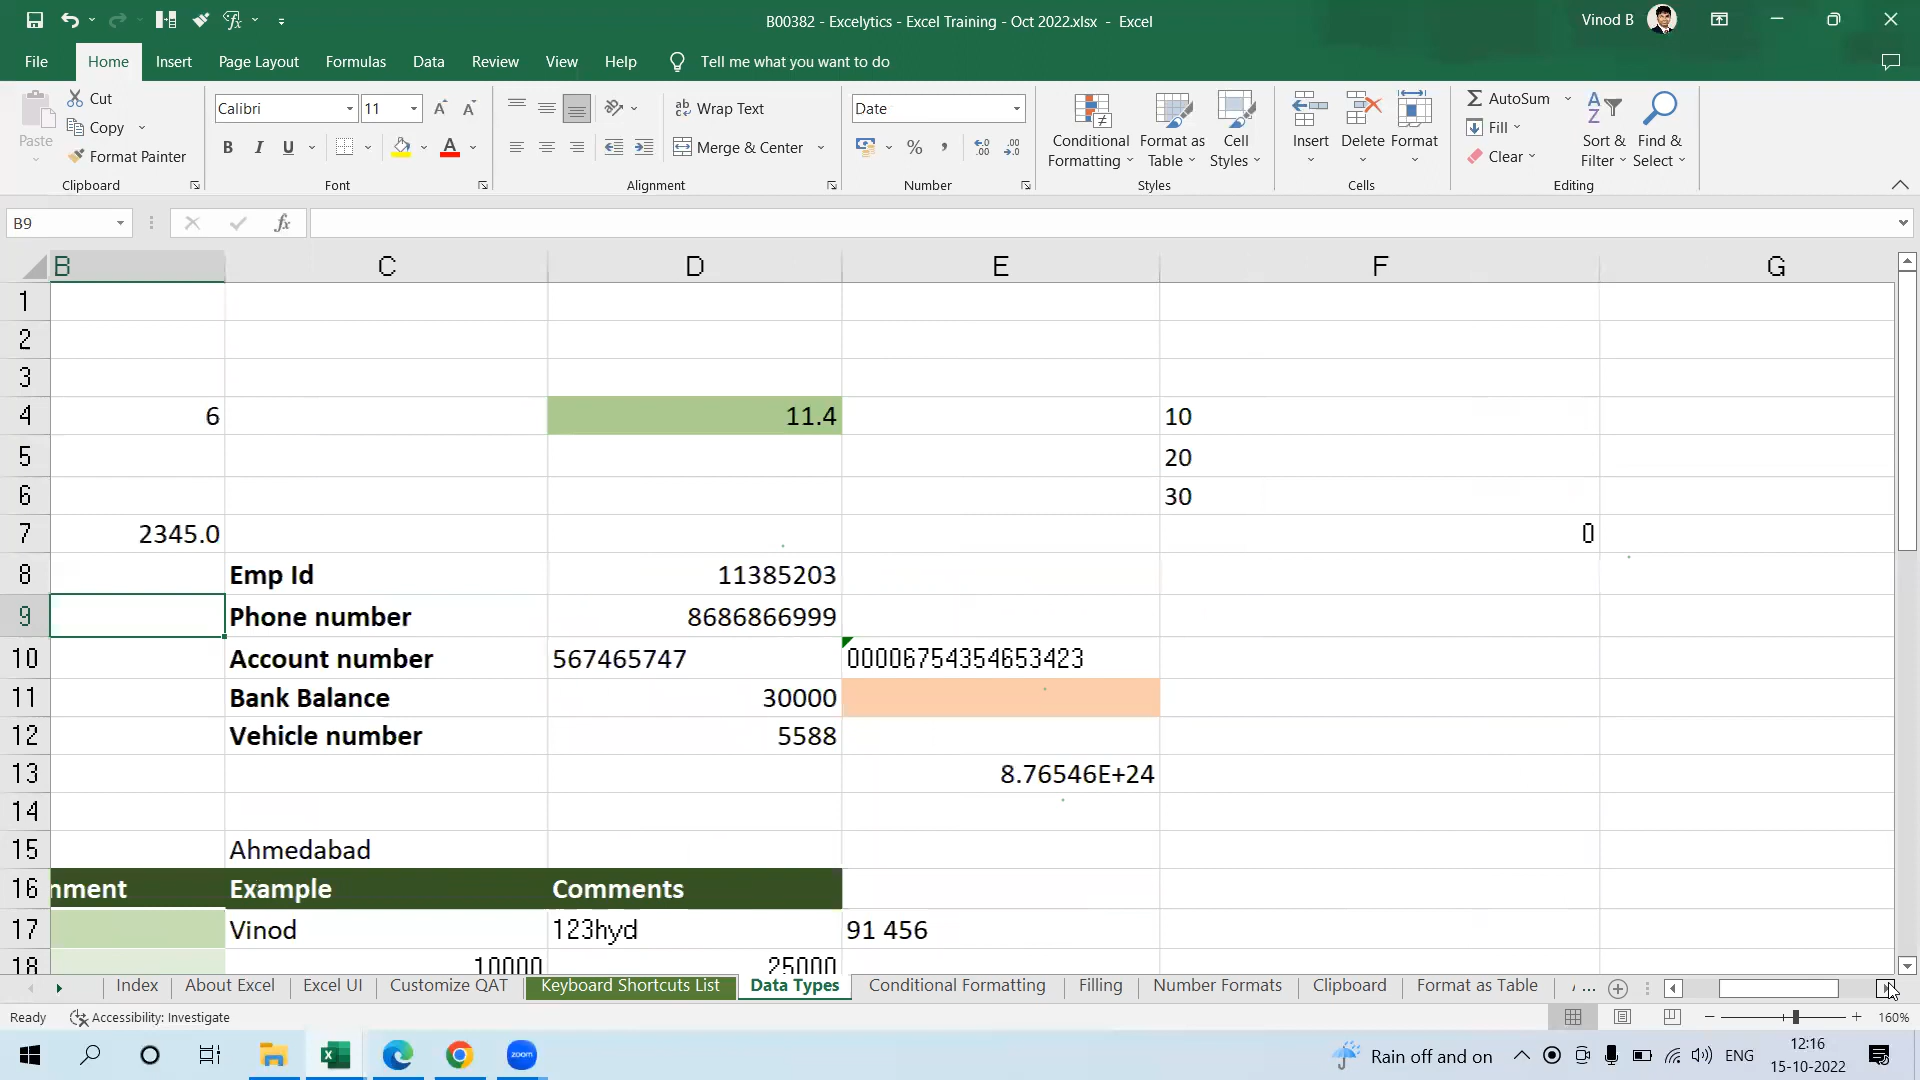 B00382 - Excelytics - Excel Training - Oct 2022.xlsx - Excel
Vinod B
File Home Insert Page Layout Formulas Data Review View Help Tell me what you want to do
Paste
Cut
Copy
Format Painter
Clipboard
Calibri 11
B I U
Font
Wrap Text
Merge & Center
Alignment
Date
Number
Conditional Formatting
Format as Table
Cell Styles
Styles
Insert Delete Format
Cells
AutoSum
Fill
Clear
Sort & Filter
Find & Select
Editing
B9
fx
B C D E F G
1
2
3
4 6 11.4 10
5 20
6 30
7 2345.0 0
8 Emp Id 11385203
9 Phone number 8686866999
10 Account number 567465747 00006754354653423
11 Bank Balance 30000
12 Vehicle number 5588
13 8.76546E+24
14
15 Ahmedabad
16 nment Example Comments
17 Vinod 123hyd 91 456
18 10000 25000
Index About Excel Excel UI Customize QAT Keyboard Shortcuts List Data Types Conditional Formatting Filling Number Formats Clipboard Format as Table ...
Ready Accessibility: Investigate 160%
zoom
Rain off and on ENG 12:16
15-10-2022